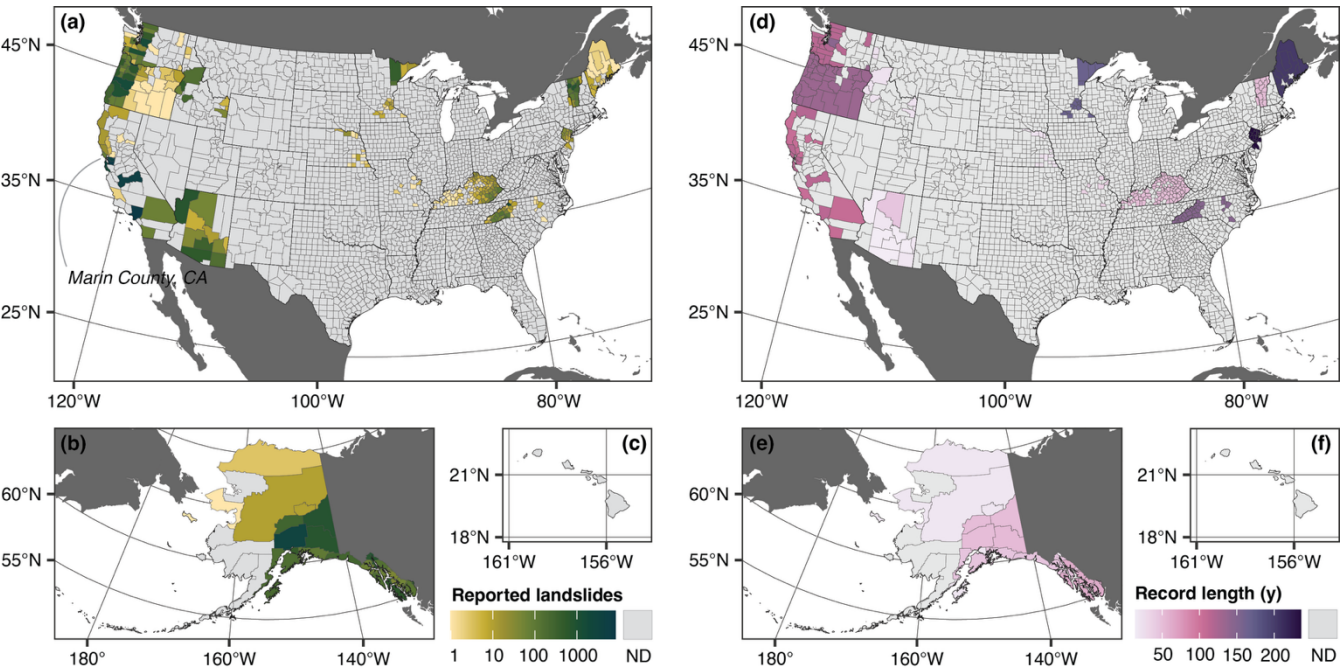 (a)
45°N
35°N
25°N
Marin County, CA
120°W
100°W
80°W
(d)
45°N
35°N
25°N
120°W
100°W
80°W
(b)
60°N
55°N
180°
160°W
140°W
(c)
21°N
18°N
161°W
156°W
Reported landslides
1
10
100
1000
ND
(e)
60°N
55°N
180°
160°W
140°W
(f)
21°N
18°N
161°W
156°W
Record length (y)
50
100
150
200
ND